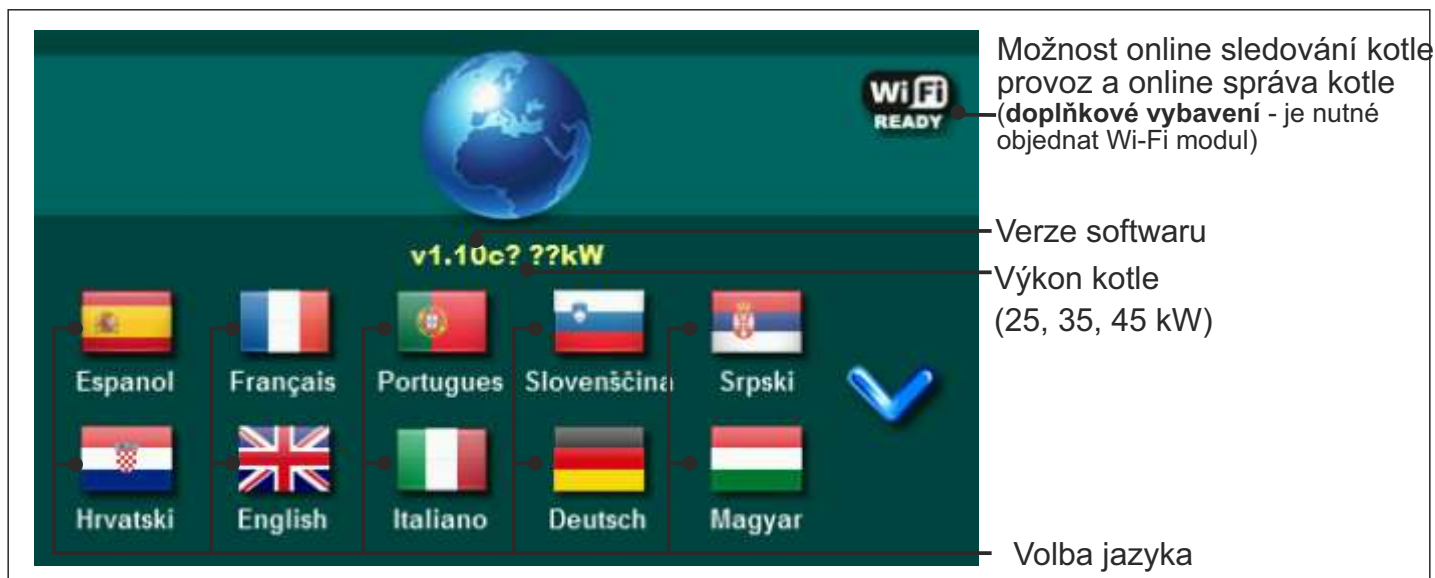 Možnost online sledování kotle
provoz a online správa kotle
(doplňkové vybavení - je nutné
objednat Wi-Fi modul)
Wi Fi
READY
Verze softwaru
v1.10c? ??kW
Výkon kotle
(25, 35, 45 kW)
Espanol Français Portugues Slovenščina Srpski
Hrvatski English Italiano Deutsch Magyar
Volba jazyka